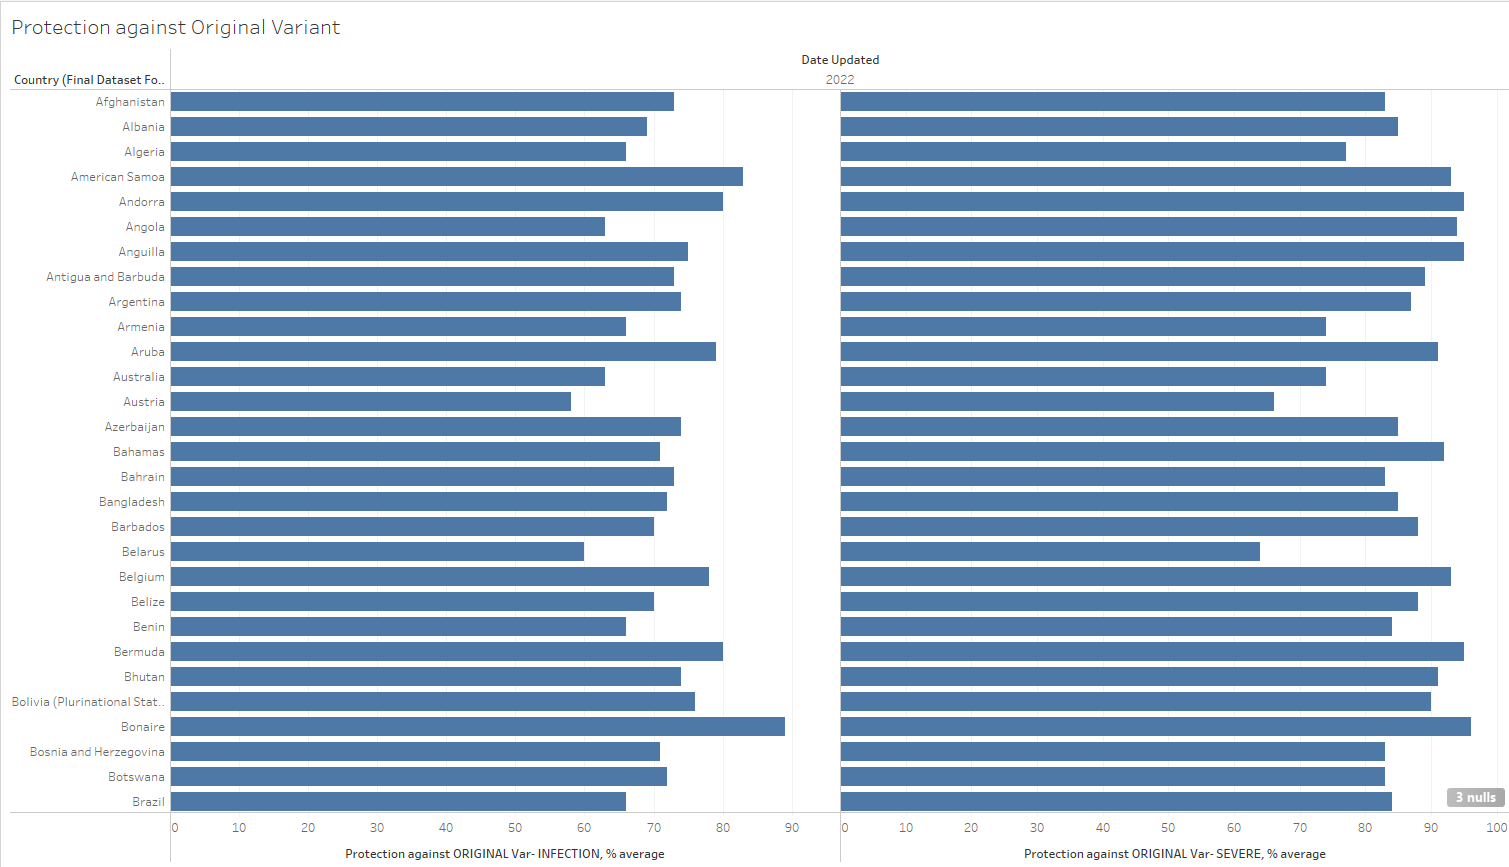 Protection against Original Variant
Date Updated
Country (Final Dataset Fo.. 2022
Afghanistan
Albania
Algeria
American Samoa
Andorra
Angola
Anguilla
Antigua and Barbuda
Argentina
Armenia
Aruba
Australia
Austria
Azerbaijan
Bahamas
Bahrain
Bangladesh
Barbados
Belarus
Belgium
Belize
Benin
Bermuda
Bhutan
Bolivia (Plurinational Stat..
Bonaire
Bosnia and Herzegovina
Botswana
Brazil
3 nulls
0 10 20 30 40 50 60 70 80 90 0 10 20 30 40 50 60 70 80 90 100
Protection against ORIGINAL Var- INFECTION, % average Protection against ORIGINAL Var- SEVERE, % average